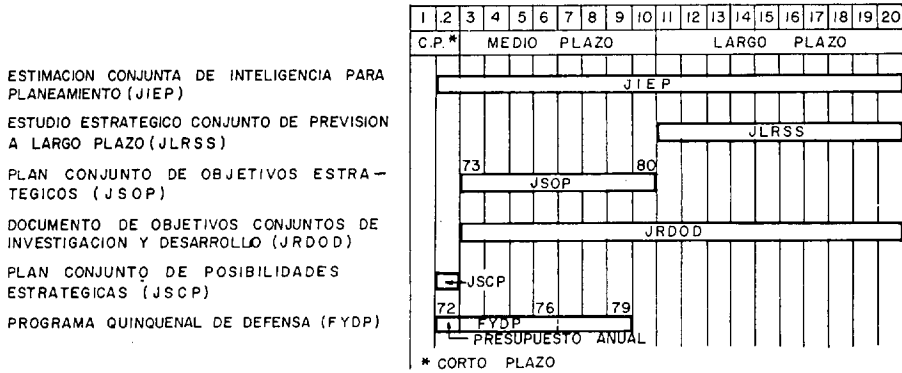 1 2 3 4 5 6 7 8 9 10 11 12 13 14 15 16 17 18 19 20
C.P.* MEDIO PLAZO LARGO PLAZO
ESTIMACION CONJUNTA DE INTELIGENCIA PARA
PLANEAMIENTO (JIEP)
JIEP
ESTUDIO ESTRATEGICO CONJUNTO DE PREVISION
A LARGO PLAZO (JLRSS)
JLRSS
PLAN CONJUNTO DE OBJETIVOS ESTRA-
TEGICOS (JSOP)
73 80
JSOP
DOCUMENTO DE OBJETIVOS CONJUNTOS DE
INVESTIGACION Y DESARROLLO (JRDOD)
JRDOD
PLAN CONJUNTO DE POSIBILIDADES
ESTRATEGICAS (JSCP)
JSCP
PROGRAMA QUINQUENAL DE DEFENSA (FYDP)
72 76 79
FYDP
PRESUPUESTO ANUAL
* CORTO PLAZO